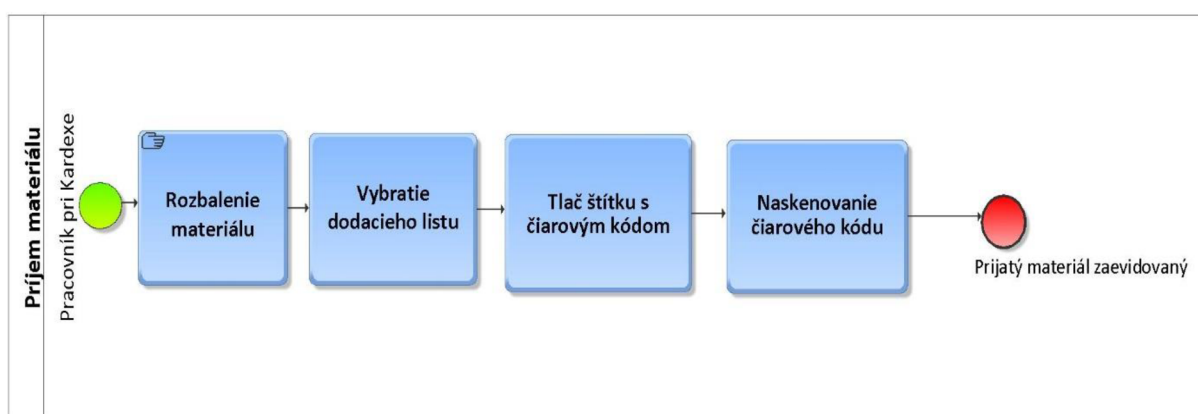 Príjem materiálu
Pracovník pri Kardexe
Rozbalenie
materiálu
Vybratie
dodacieho listu
Tlač štítku s
čiarovým kódom
Naskenovanie
čiarového kódu
Prijatý materiál zaevidovaný